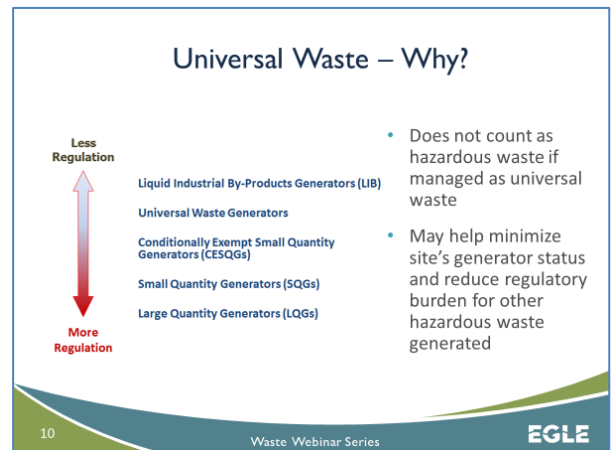 Universal Waste – Why?
Less
Regulation
Liquid Industrial By-Products Generators (LIB)
Universal Waste Generators
Conditionally Exempt Small Quantity
Generators (CESQGs)
Small Quantity Generators (SQGs)
Large Quantity Generators (LQGs)
More
Regulation
• Does not count as
hazardous waste if
managed as universal
waste
• May help minimize
site's generator status
and reduce regulatory
burden for other
hazardous waste
generated
10
Waste Webinar Series
EGLE